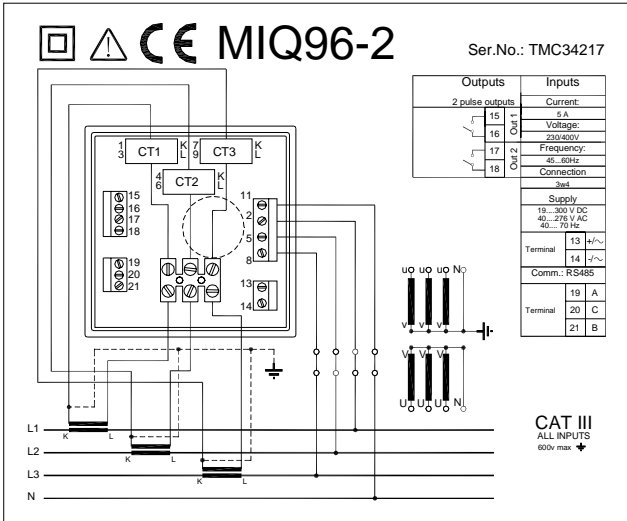 CE MIQ96-2
Ser.No.: TMC34217
Outputs Inputs
2 pulse outputs Current:
15 Out 1 5 A
16 Voltage:
230/400V
17 Out 2 Frequency:
18 45...60Hz
Connection
3w4
Supply
19...300 V DC
40...276 V AC
40... 70 Hz
Terminal 13 +/~
14 -/~
Comm.: RS485
Terminal 19 A
20 C
21 B
1 CT1 K 7 CT3 K
3 L 9 L
4 CT2 K
6 L
11
2
5
8
15
16
17
18
19
20
21
13
14
u u u N
v v v
V V V
U U U N
L1 K L
L2 K L
L3 K L
N
CAT III
ALL INPUTS
600v max